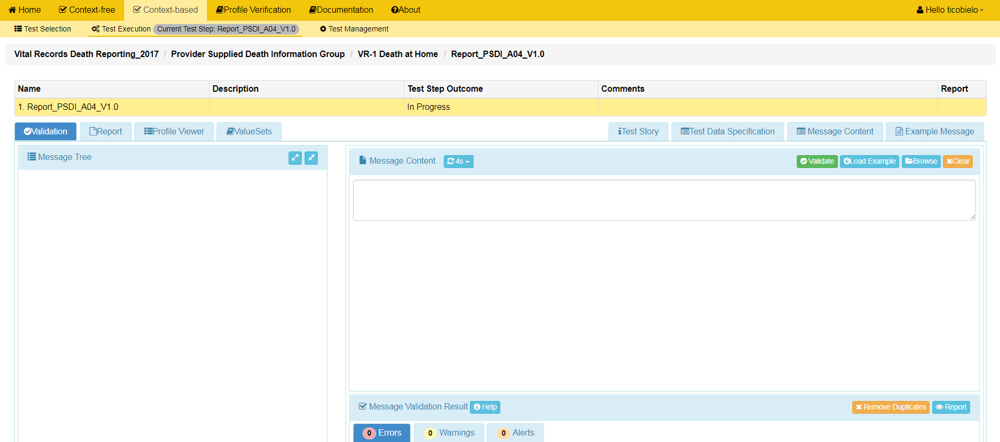 Home Context-free Context-based Profile Verification Documentation About Hello ticobielo
Test Selection Test Execution Current Test Step: Report_PSDI_A04_V1.0 Test Management
Vital Records Death Reporting_2017 / Provider Supplied Death Information Group / VR-1 Death at Home / Report_PSDI_A04_V1.0
Name Description Test Step Outcome Comments Report
1. Report_PSDI_A04_V1.0 In Progress
Validation Report Profile Viewer ValueSets Test Story Test Data Specification Message Content Example Message
Message Tree
Message Content 4s Validate Load Example Browse Clear
Message Validation Result Help Remove Duplicates Report
0 Errors 0 Warnings 0 Alerts